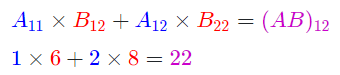 A₁₁ × B₁₂ + A₁₂ × B₂₂ = (AB)₁₂
1 × 6 + 2 × 8 = 22